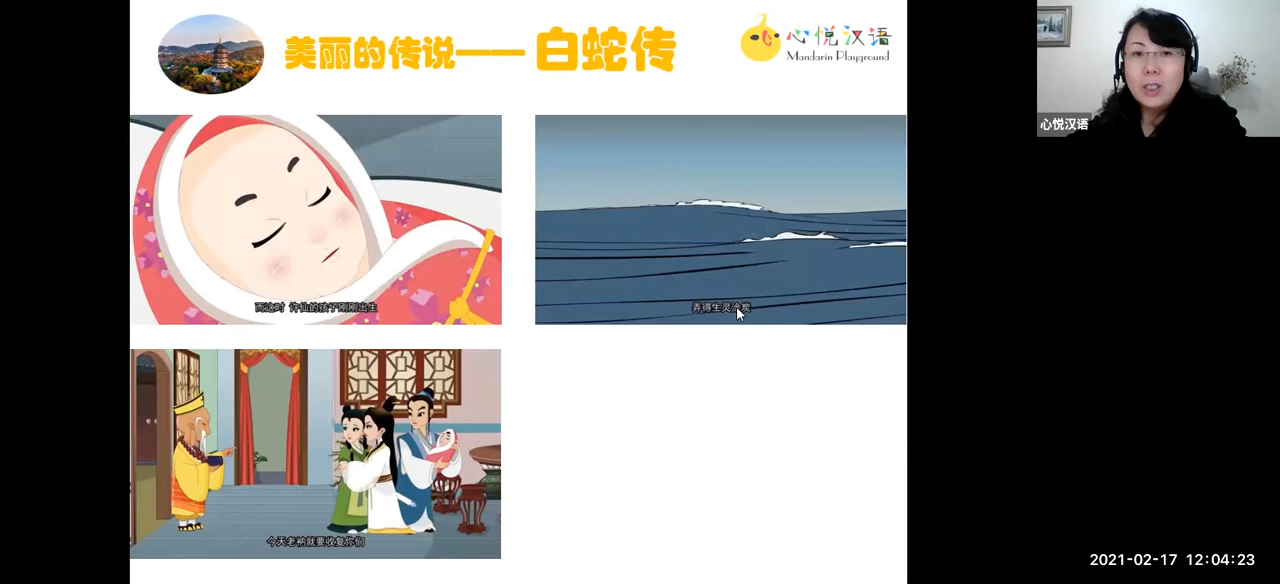 美丽的传说——白蛇传
心悦汉语
Mandarin Playground
心悦汉语
而这时 许仙的孩子刚刚出生
弄得生灵涂炭
今天老衲就要收复你们
2021-02-17 12:04:23